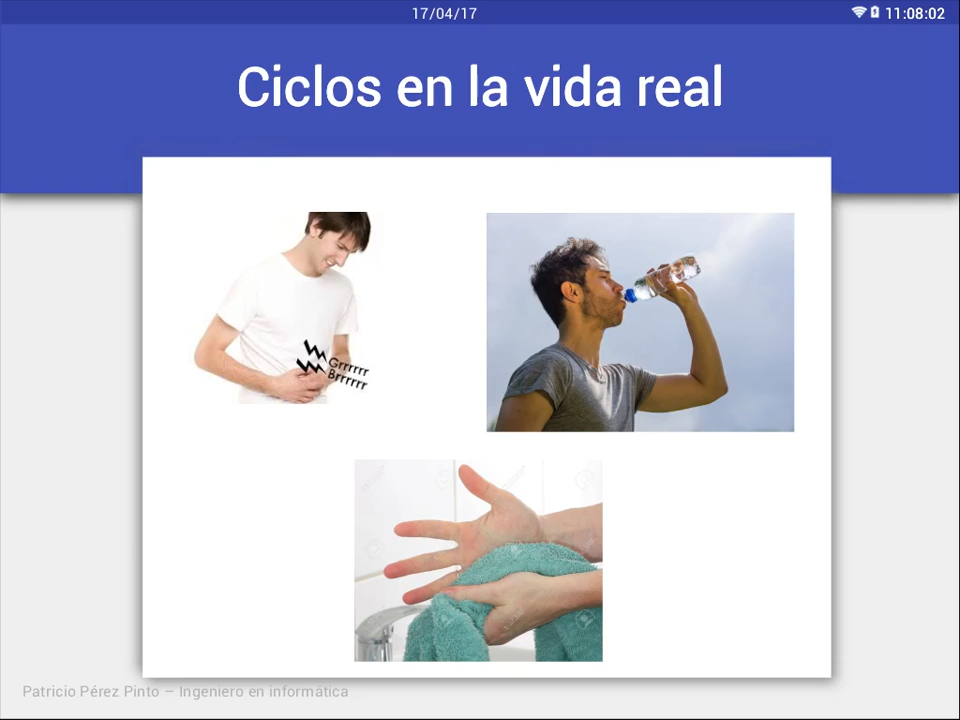 17/04/17
11:08:02
Ciclos en la vida real
Grrrrrr
Brrrrrr
Patricio Pérez Pinto – Ingeniero en informática